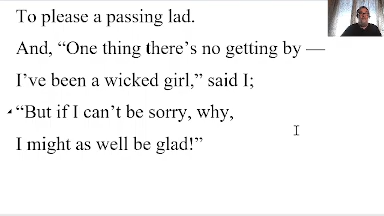 To please a passing lad.
And, “One thing there’s no getting by —
I’ve been a wicked girl,” said I;
“But if I can’t be sorry, why,
I might as well be glad!”